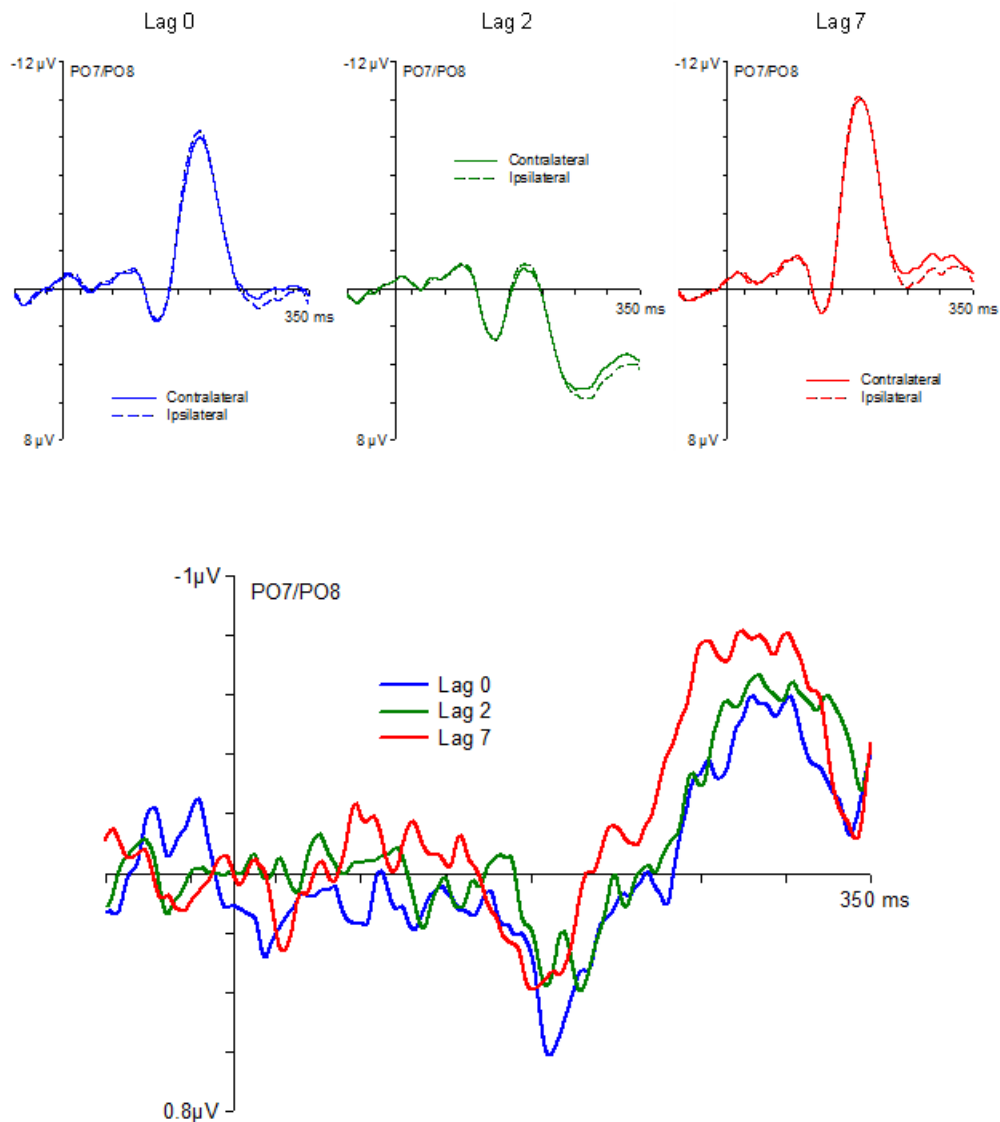 Lag 0
Lag 2
Lag 7
-12 µV
PO7/PO8
-12 µV
PO7/PO8
-12 µV
PO7/PO8
Contralateral
Ipsilateral
350 ms
350 ms
350 ms
Contralateral
Ipsilateral
Contralateral
Ipsilateral
8 µV
8 µV
8 µV
-1µV
PO7/PO8
Lag 0
Lag 2
Lag 7
350 ms
0.8µV